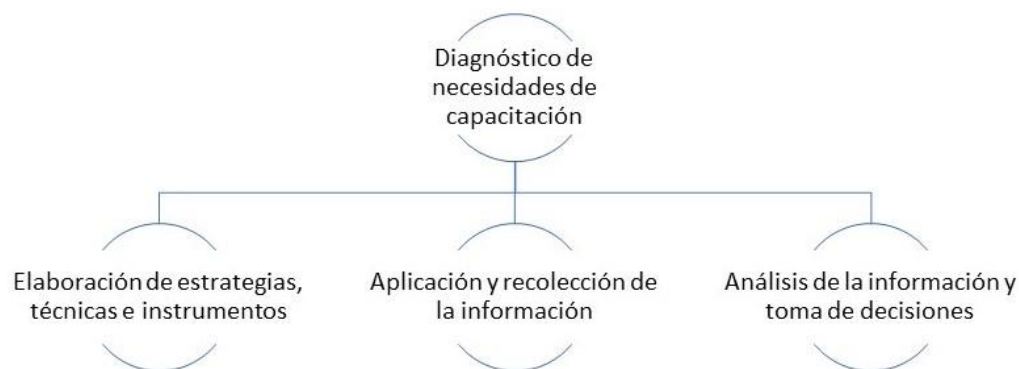 Diagnóstico de
necesidades de
capacitación
Elaboración de estrategias,
técnicas e instrumentos
Aplicación y recolección de
la información
Análisis de la información y
toma de decisiones